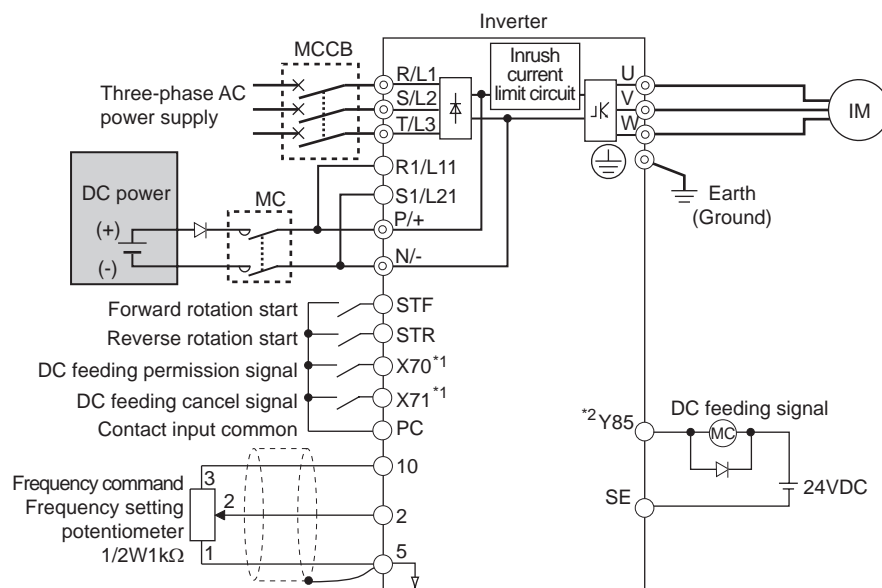 Inverter
MCCB
Three-phase AC
power supply
R/L1
S/L2
T/L3
Inrush
current
limit circuit
U
V
W
IM
R1/L11
S1/L21
DC power
(+)
(-)
MC
P/+
N/-
Earth
(Ground)
Forward rotation start
STF
Reverse rotation start
STR
DC feeding permission signal
X70*1
DC feeding cancel signal
X71*1
Contact input common
PC
*2Y85
DC feeding signal
MC
24VDC
SE
Frequency command
Frequency setting
potentiometer
1/2W1kΩ
3
2
1
10
2
5